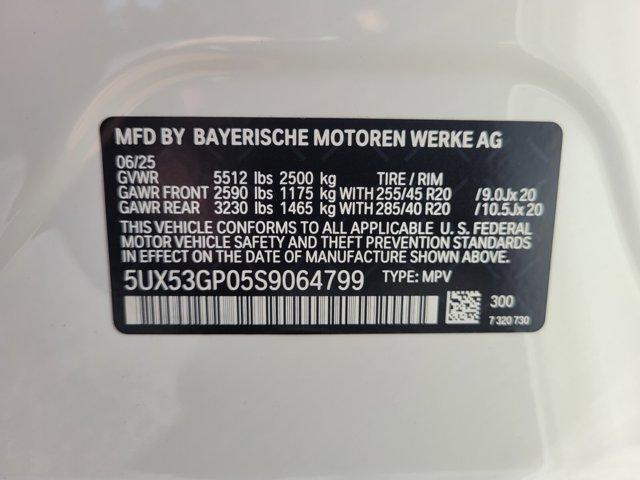 MFD BY BAYERISCHE MOTOREN WERKE AG
06/25
GVWR 5512 lbs 2500 kg TIRE / RIM
GAWR FRONT 2590 lbs 1175 kg WITH 255/45 R20 /9.0Jx20
GAWR REAR 3230 lbs 1465 kg WITH 285/40 R20 /10.5Jx20
THIS VEHICLE CONFORMS TO ALL APPLICABLE U.S. FEDERAL
MOTOR VEHICLE SAFETY AND THEFT PREVENTION
STANDARDS IN EFFECT ON THE DATE OF MANUFACTURE SHOWN ABOVE.
5UX53GP05S9064799 TYPE: MPV
300
7 320 730